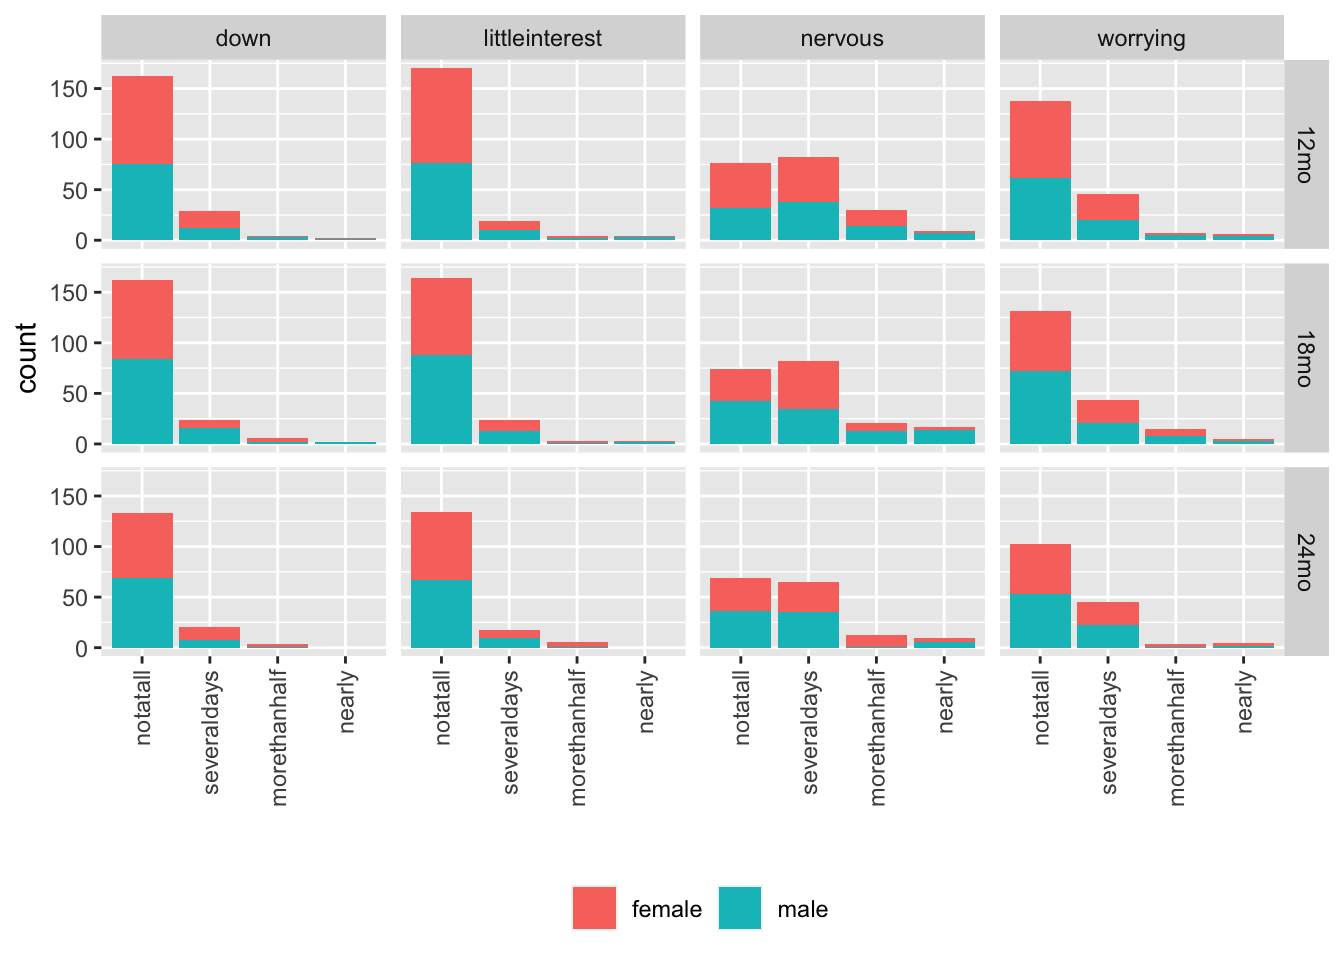 down littleinterest nervous worrying
150
100
50
0
12mo
150
100
50
0
18mo
count
150
100
50
0
24mo
notatall severaldays morethanhalf nearly notatall severaldays morethanhalf nearly notatall severaldays morethanhalf nearly notatall severaldays morethanhalf nearly
female male